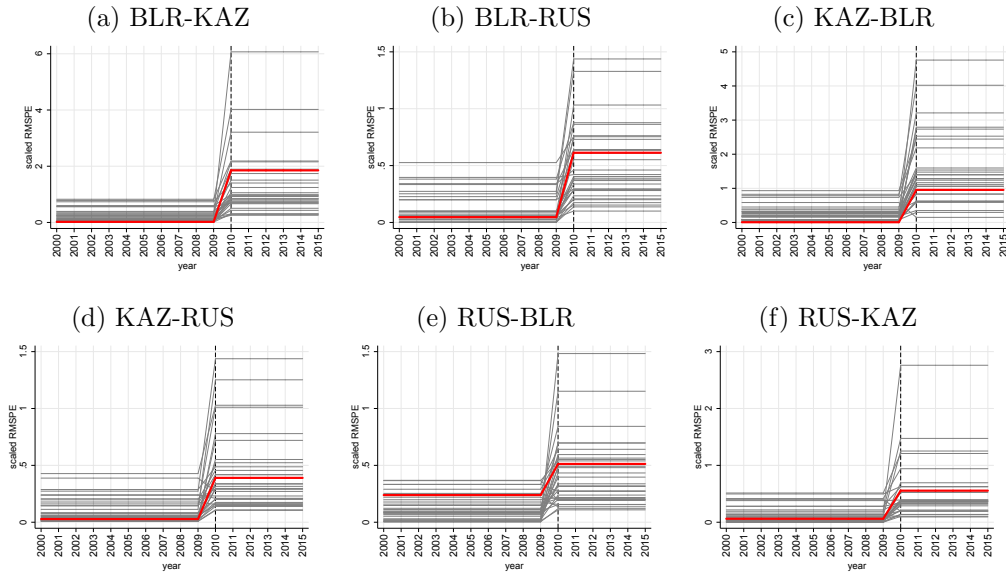 (a) BLR-KAZ
(b) BLR-RUS
(c) KAZ-BLR
scaled RMSPE
6
4
2
0
2000 2001 2002 2003 2004 2005 2006 2007 2008 2009 2010 2011 2012 2013 2014 2015
year
scaled RMSPE
1.5
1
.5
0
2000 2001 2002 2003 2004 2005 2006 2007 2008 2009 2010 2011 2012 2013 2014 2015
year
scaled RMSPE
5
4
3
2
1
0
2000 2001 2002 2003 2004 2005 2006 2007 2008 2009 2010 2011 2012 2013 2014 2015
year
(d) KAZ-RUS
(e) RUS-BLR
(f) RUS-KAZ
scaled RMSPE
1.5
1
.5
0
2000 2001 2002 2003 2004 2005 2006 2007 2008 2009 2010 2011 2012 2013 2014 2015
year
scaled RMSPE
1.5
1
.5
0
2000 2001 2002 2003 2004 2005 2006 2007 2008 2009 2010 2011 2012 2013 2014 2015
year
scaled RMSPE
3
2
1
0
2000 2001 2002 2003 2004 2005 2006 2007 2008 2009 2010 2011 2012 2013 2014 2015
year